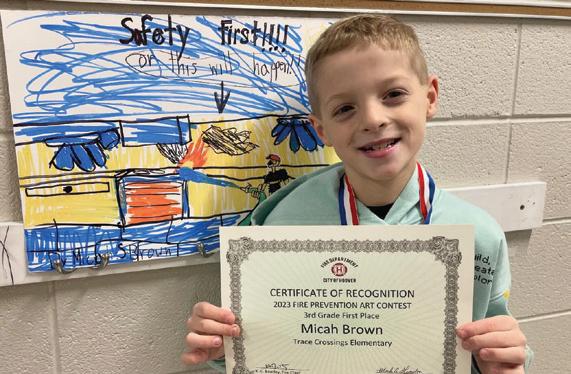 Safety First!!!!
(or this will happen!!
By Micah Brown
FIRE DEPARTMENT
H
CITY OF HOOVER
CERTIFICATE OF RECOGNITION
2023 FIRE PREVENTION ART CONTEST
3rd Grade First Place
Micah Brown
Trace Crossings Elementary